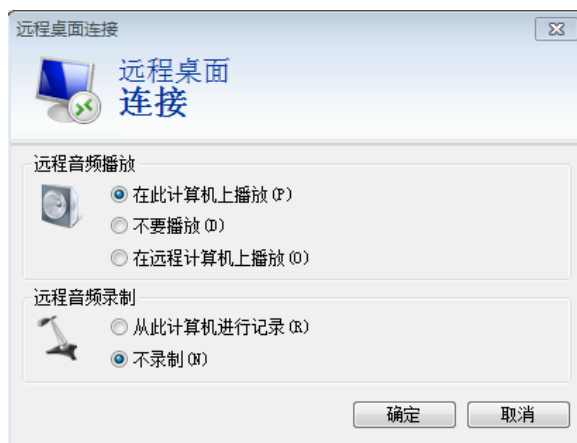 远程桌面连接
远程桌面
连接
远程音频播放
在此计算机上播放(P)
不要播放(D)
在远程计算机上播放(O)
远程音频录制
从此计算机进行记录(R)
不录制(N)
确定
取消